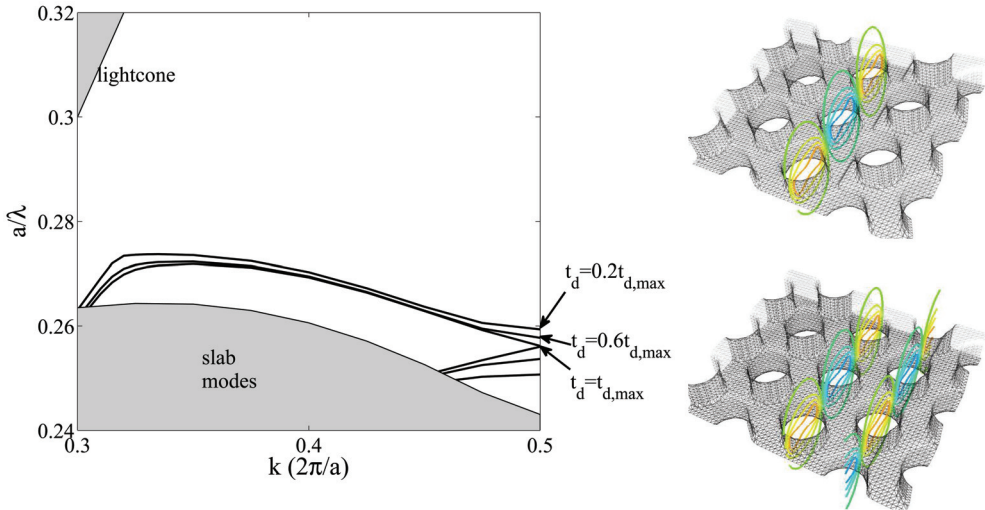 0.32
lightcone
0.3
0.28
a/λ
t_d=0.2t_d,max
0.26
t_d=0.6t_d,max
slab
modes
t_d=t_d,max
0.24
0.3
0.4
0.5
k (2π/a)